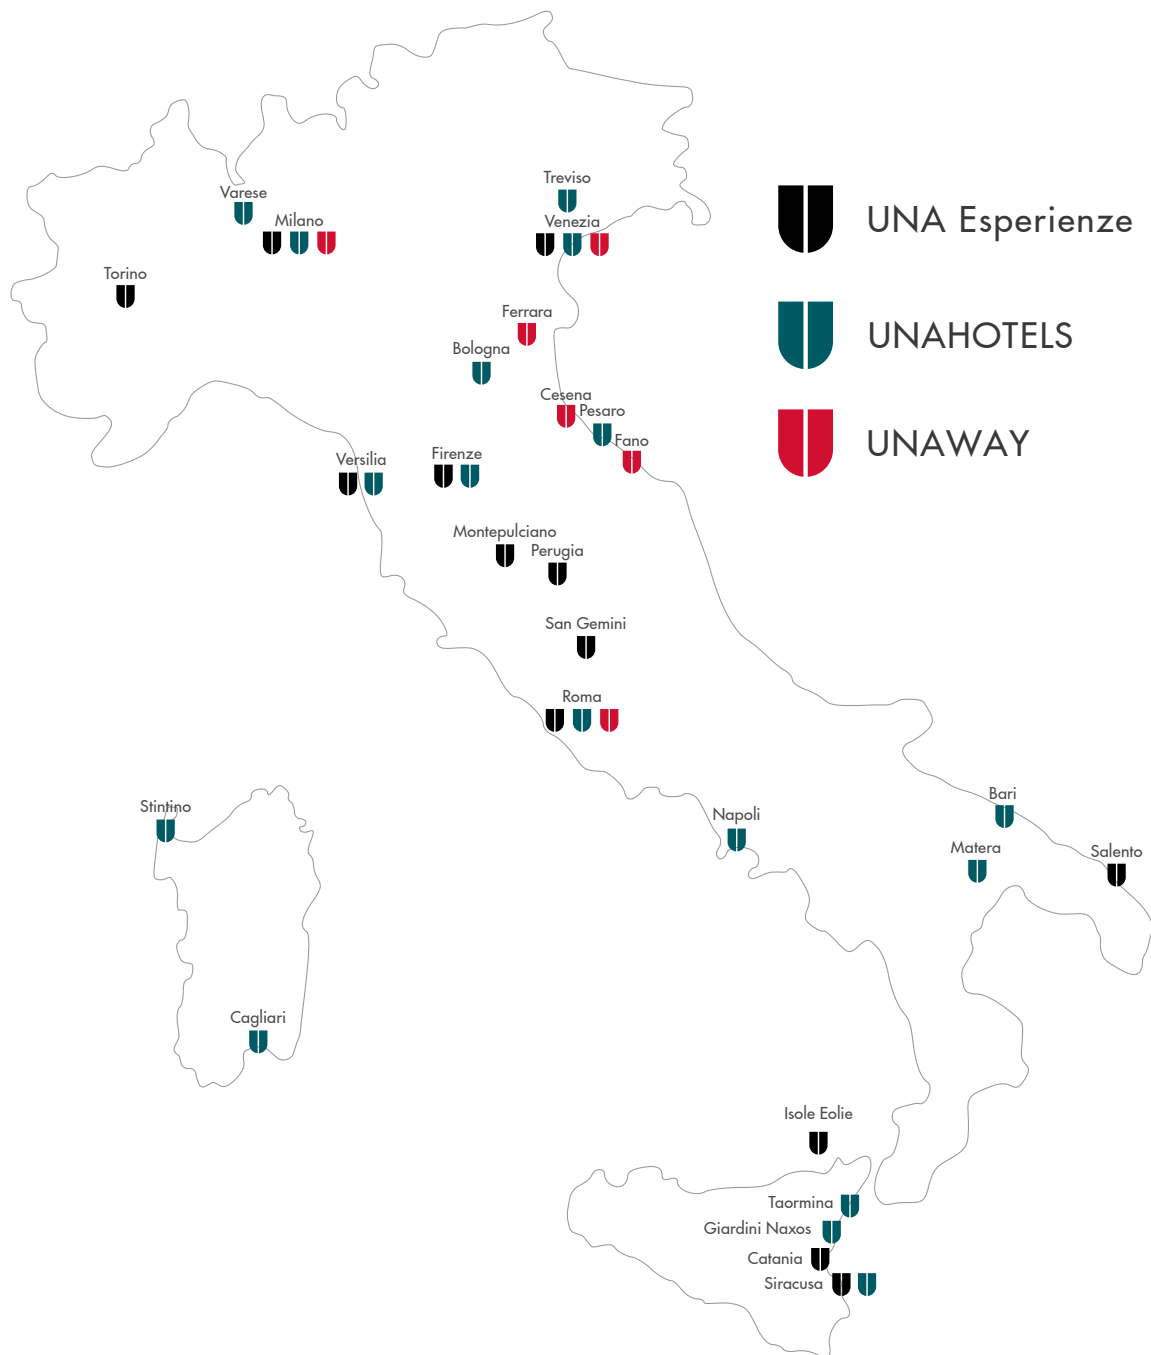 Treviso
Varese
Milano
Venezia
UNA Esperienze
Torino
Ferrara
UNAHOTELS
Bologna
Cesena
Pesaro
Fano
UNAWAY
Versilia
Firenze
Montepulciano
Perugia
San Gemini
Roma
Stintino
Napoli
Bari
Matera
Salento
Cagliari
Isole Eolie
Taormina
Giardini Naxos
Catania
Siracusa